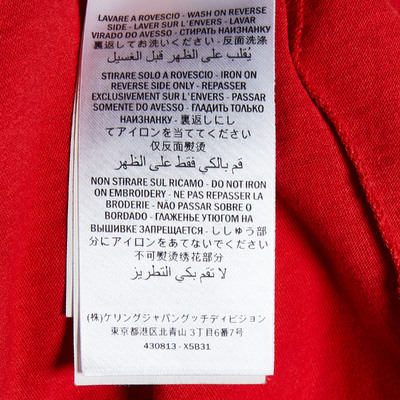 LAVARE A ROVESCIO - WASH ON REVERSE
SIDE - LAVER SUR L'ENVERS - LAVAR
VIRADO DO AVESSO - СТИРАТЬ НАИЗНАНКУ -
裏返してお洗いください - 反面洗涤
يُقلب على الظهر قبل الغسيل
STIRARE SOLO A ROVESCIO - IRON ON
REVERSE SIDE ONLY - REPASSER
EXCLUSIVEMENT SUR L'ENVERS - PASSAR
SOMENTE DO AVESSO - ГЛАДИТЬ ТОЛЬКО
НАИЗНАНКУ - 裏返しにし
てアイロンを当ててください
仅反面熨烫
قم بالكي فقط على الظهر
NON STIRARE SUL RICAMO - DO NOT IRON
ON EMBROIDERY - NE PAS REPASSER LA
BRODERIE - NÃO PASSAR SOBRE O
BORDADO - ГЛАЖЕНЬЕ УТЮГОМ НА
ВЫШИВКЕ ЗАПРЕЩАЕТСЯ - ししゅう部
分にアイロンをあてないでください
不可熨烫绣花部分
لا تقم بكي التطريز
(株)ケリングジャパングッチディビジョン
東京都港区北青山 3丁目6番7号
430813 - X5B31